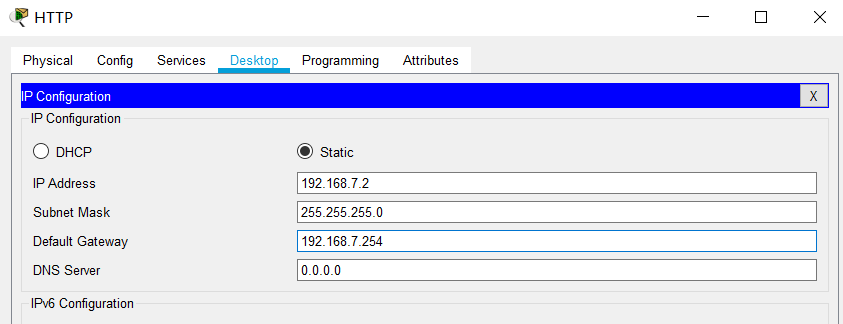 HTTP
Physical Config Services Desktop Programming Attributes
IP Configuration X
IP Configuration
DHCP Static
IP Address 192.168.7.2
Subnet Mask 255.255.255.0
Default Gateway 192.168.7.254
DNS Server 0.0.0.0
IPv6 Configuration